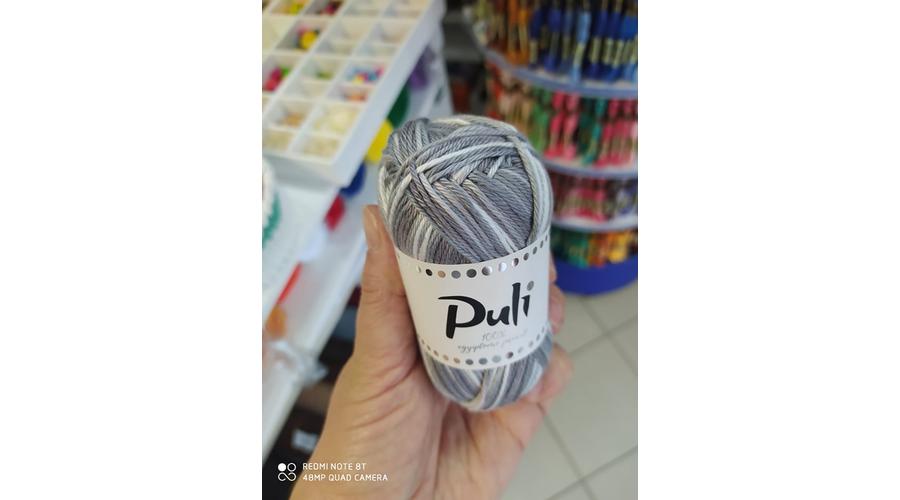 Puli
100%
REDMI NOTE 8T
48MP QUAD CAMERA